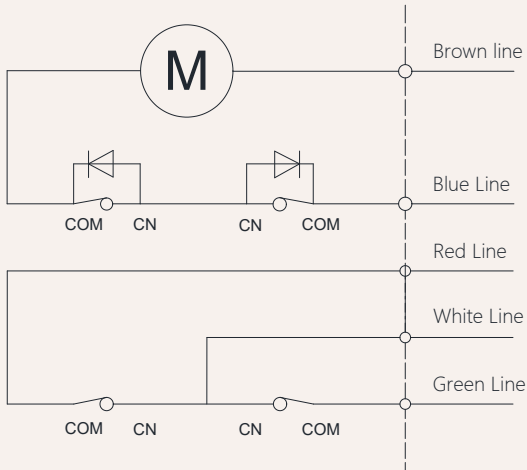 M
Brown line
Blue Line
COM CN CN COM
Red Line
White Line
Green Line
COM CN CN COM